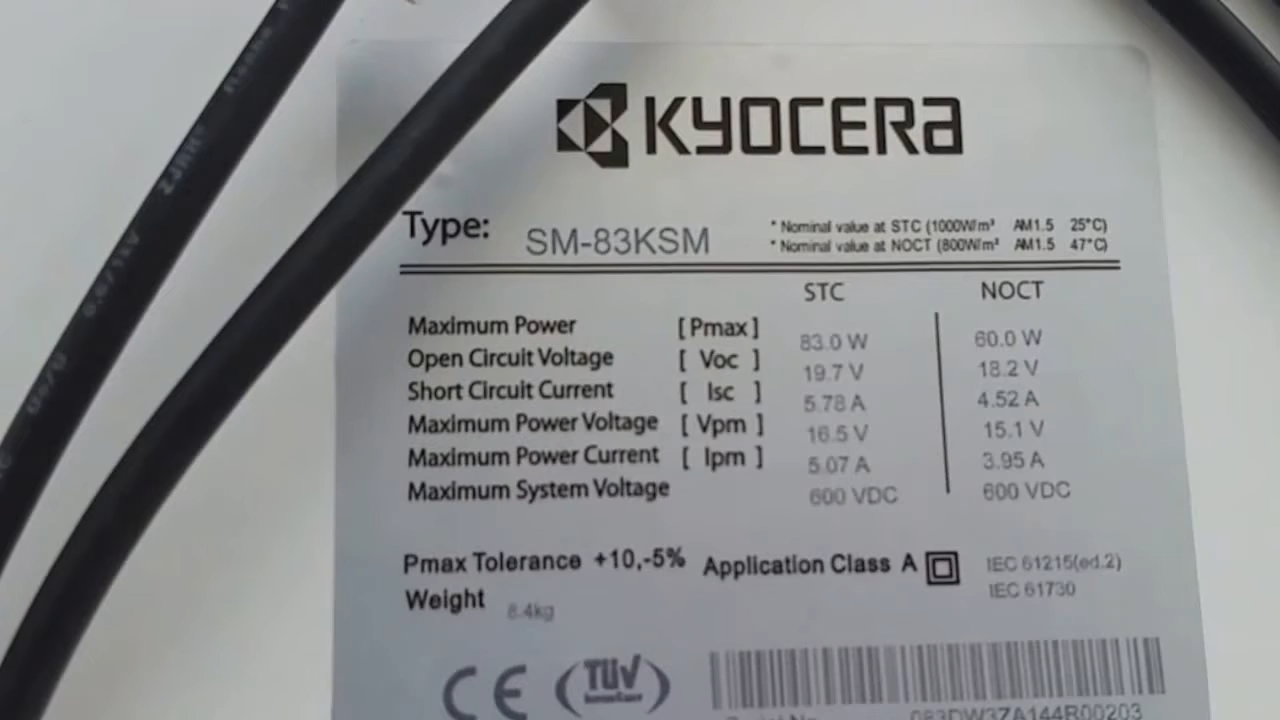 KYOCERA
Type: SM-83KSM
* Nominal value at STC (1000W/m² AM1.5 25°C)
* Nominal value at NOCT (800W/m² AM1.5 47°C)
STC NOCT
Maximum Power [ Pmax ] 83.0 W 60.0 W
Open Circuit Voltage [ Voc ] 19.7 V 18.2 V
Short Circuit Current [ Isc ] 5.78 A 4.52 A
Maximum Power Voltage [ Vpm ] 16.5 V 15.1 V
Maximum Power Current [ Ipm ] 5.07 A 3.95 A
Maximum System Voltage 600 VDC 600 VDC
Pmax Tolerance +10,-5% Application Class A IEC 61215(ed.2)
IEC 61730
Weight 8.4kg
CE TÜV
083DW3ZA144R00203